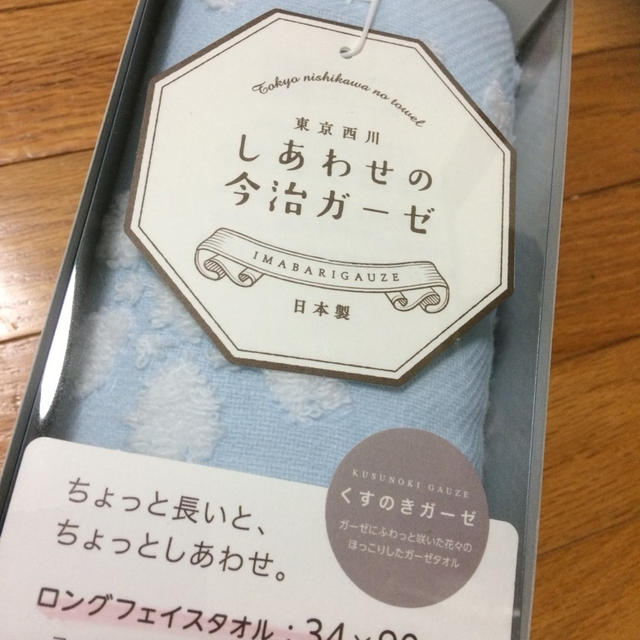 Tokyo nishikawa no towel
東京西川
しあわせの
今治ガーゼ
IMABARIGAUZE
日本製
KUSUNOKI GAUZE
くすのきガーゼ
ガーゼにふわっと咲いた花々の
ほっこりしたガーゼタオル
ちょっと長いと、
ちょっとしあわせ。
ロングフェイスタオル:34×90